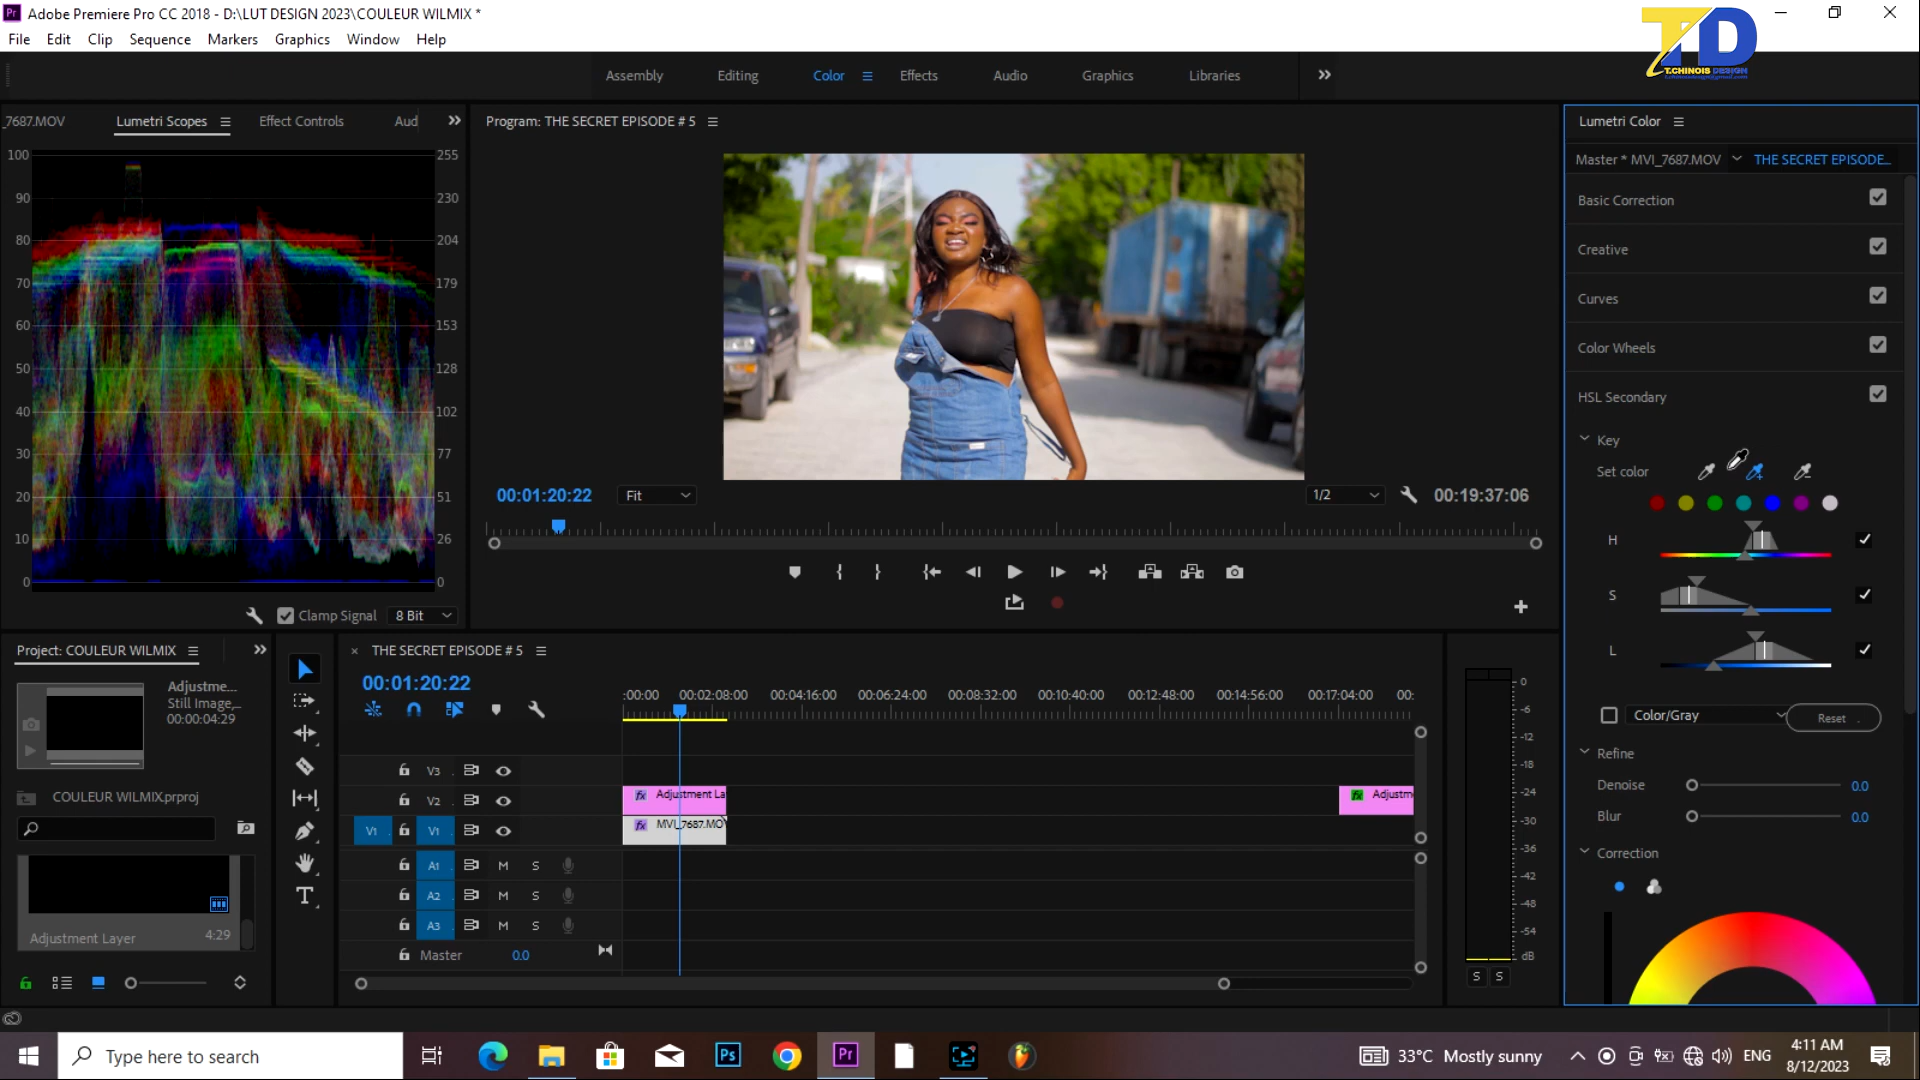 Adobe Premiere Pro CC 2018 - D:\LUT DESIGN 2023\COULEUR WILMIX *
File Edit Clip Sequence Markers Graphics Window Help
TD
T.CHINOIS DESIGN
Assembly Editing Color Effects Audio Graphics Libraries
_7687.MOV Lumetri Scopes Effect Controls Aud
Program: THE SECRET EPISODE # 5
Lumetri Color
Master * MVI_7687.MOV THE SECRET EPISODE...
100 255
90 230
80 204
70 179
60 153
50 128
40 102
30 77
20 51
10 26
0 0
Clamp Signal 8 Bit
00:01:20:22 Fit 1/2 00:19:37:06
Basic Correction
Creative
Curves
Color Wheels
HSL Secondary
Key
Set color
H
S
L
Color/Gray Reset
Refine
Denoise 0.0
Blur 0.0
Correction
Project: COULEUR WILMIX
Adjustme...
Still Image,...
00:00:04:29
COULEUR WILMIX.prproj
Adjustment Layer 4:29
THE SECRET EPISODE # 5
00:01:20:22
:00:00 00:02:08:00 00:04:16:00 00:06:24:00 00:08:32:00 00:10:40:00 00:12:48:00 00:14:56:00 00:17:04:00 00:
V3
V2 fx Adjustment La fx Adjustm
V1 V1 fx MVI_7687.MOV
A1 M S
A2 M S
A3 M S
Master 0.0
0
-6
-12
-18
-24
-30
-36
-42
-48
-54
dB
S S
Type here to search
Ps
Pr
33°C Mostly sunny
ENG
4:11 AM
8/12/2023